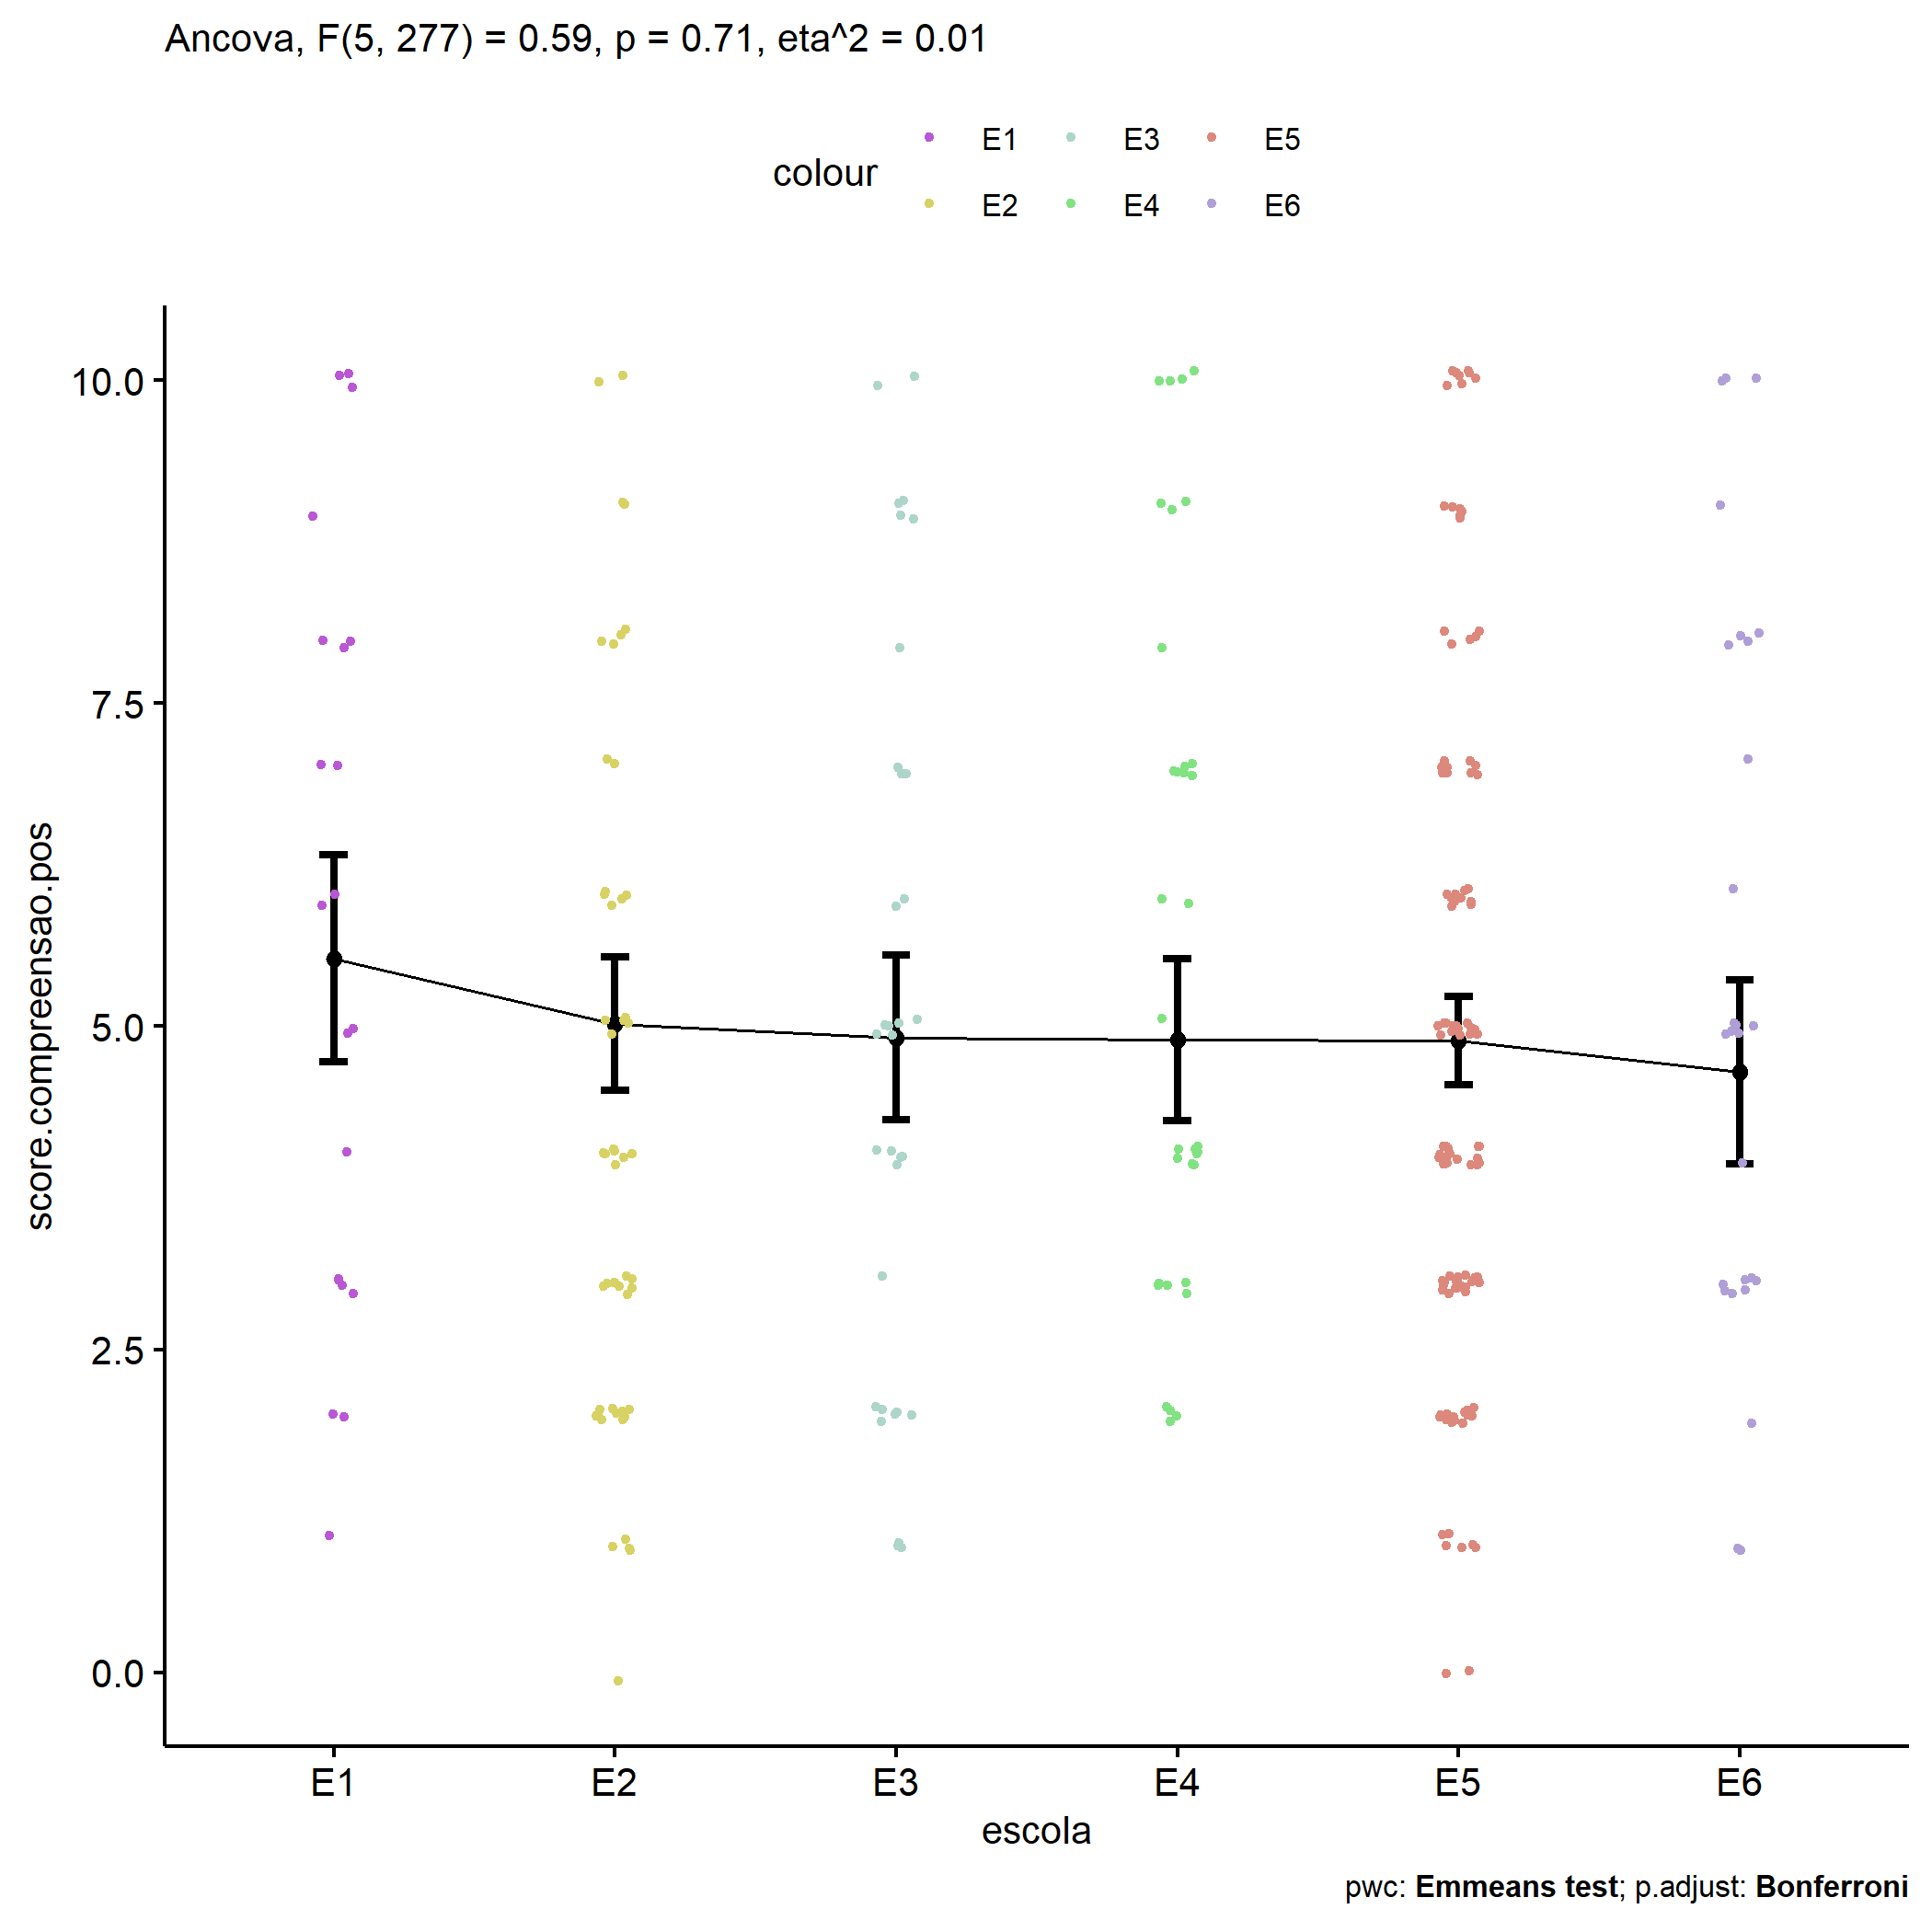 Ancova, F(5, 277) = 0.59, p = 0.71, eta^2 = 0.01
colour
E1 E3 E5
E2 E4 E6
10.0
7.5
5.0
2.5
0.0
score.compreensao.pos
E1 E2 E3 E4 E5 E6
escola
pwc: Emmeans test; p.adjust: Bonferroni